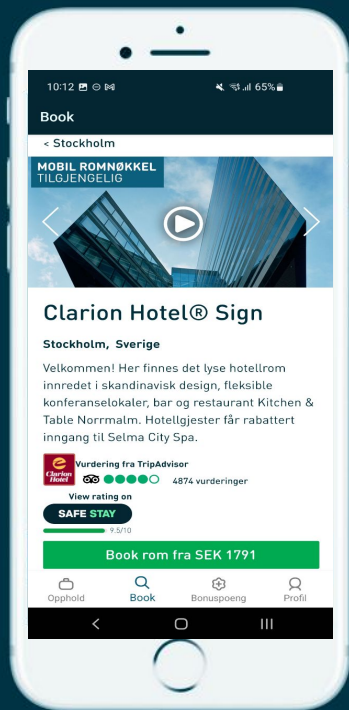 10:12 65%
Book
< Stockholm
MOBIL ROMNØKKEL
TILGJENGELIG
Clarion Hotel® Sign
Stockholm, Sverige
Velkommen! Her finnes det lyse hotellrom
innredet i skandinavisk design, fleksible
konferanselokaler, bar og restaurant Kitchen &
Table Norrmalm. Hotellgjester får rabattert
inngang til Selma City Spa.
Clarion
Hotel
Vurdering fra TripAdvisor
4874 vurderinger
View rating on
SAFE STAY
9.5/10
Book rom fra SEK 1791
Opphold Book Bonuspoeng Profil